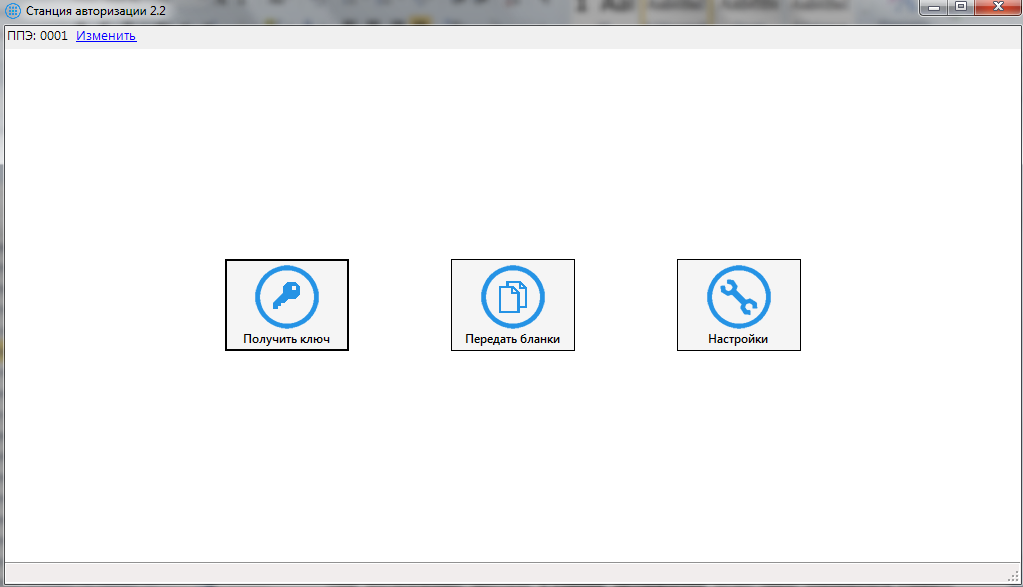 Станция авторизации 2.2
ППЭ: 0001 Изменить
Получить ключ
Передать бланки
Настройки